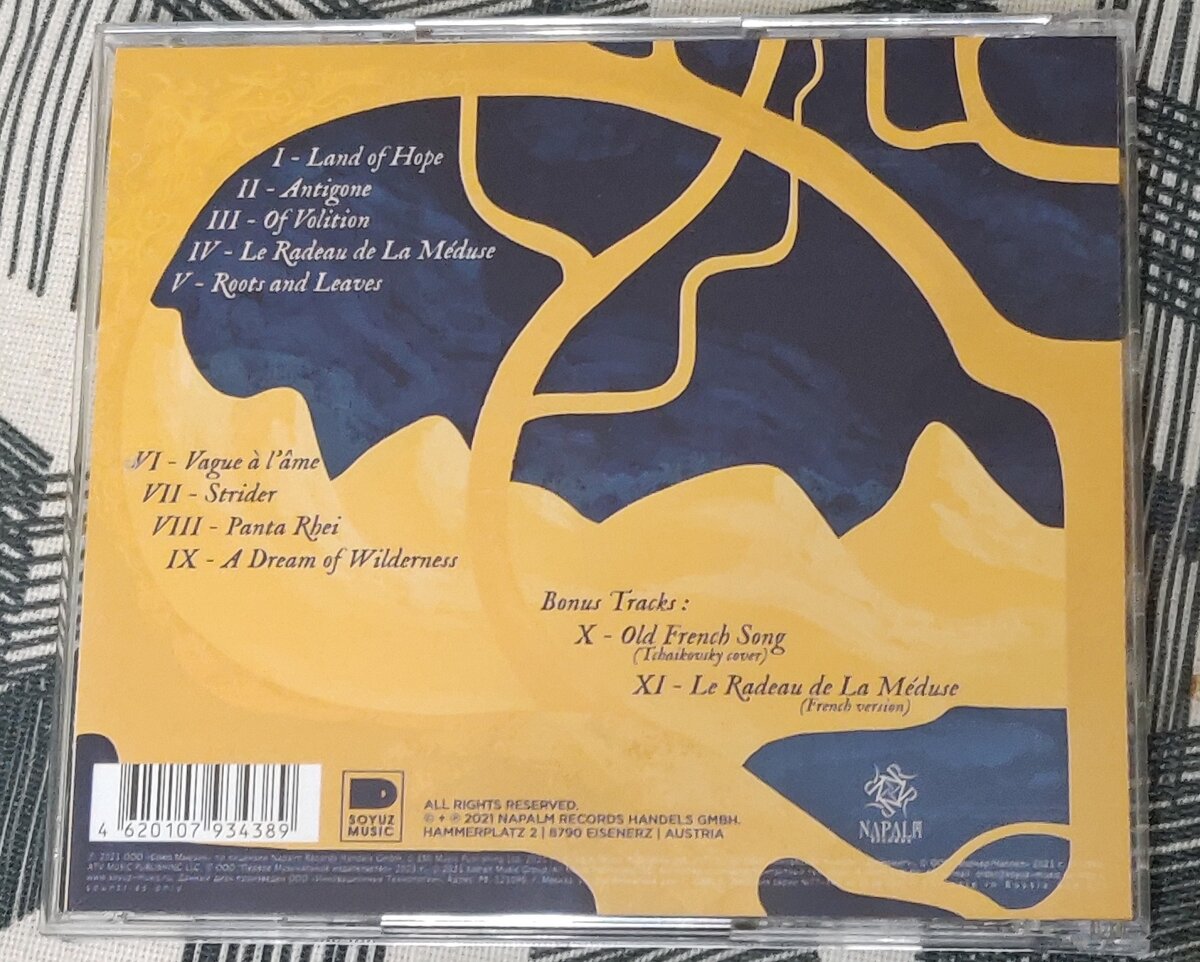 I - Land of Hope
II - Antigone
III - Of Volition
IV - Le Radeau de La Méduse
V - Roots and Leaves
VI - Vague à l'âme
VII - Strider
VIII - Panta Rhei
IX - A Dream of Wilderness
Bonus Tracks :
X - Old French Song
(Tchaikovsky cover)
XI - Le Radeau de La Méduse
(French version)
4 620107 934389
SOYUZ
MUSIC
ALL RIGHTS RESERVED.
© + ℗ 2021 NAPALM RECORDS HANDELS GMBH.
HAMMERPLATZ 2 | 8790 EISENERZ | AUSTRIA
NAPALM
RECORDS